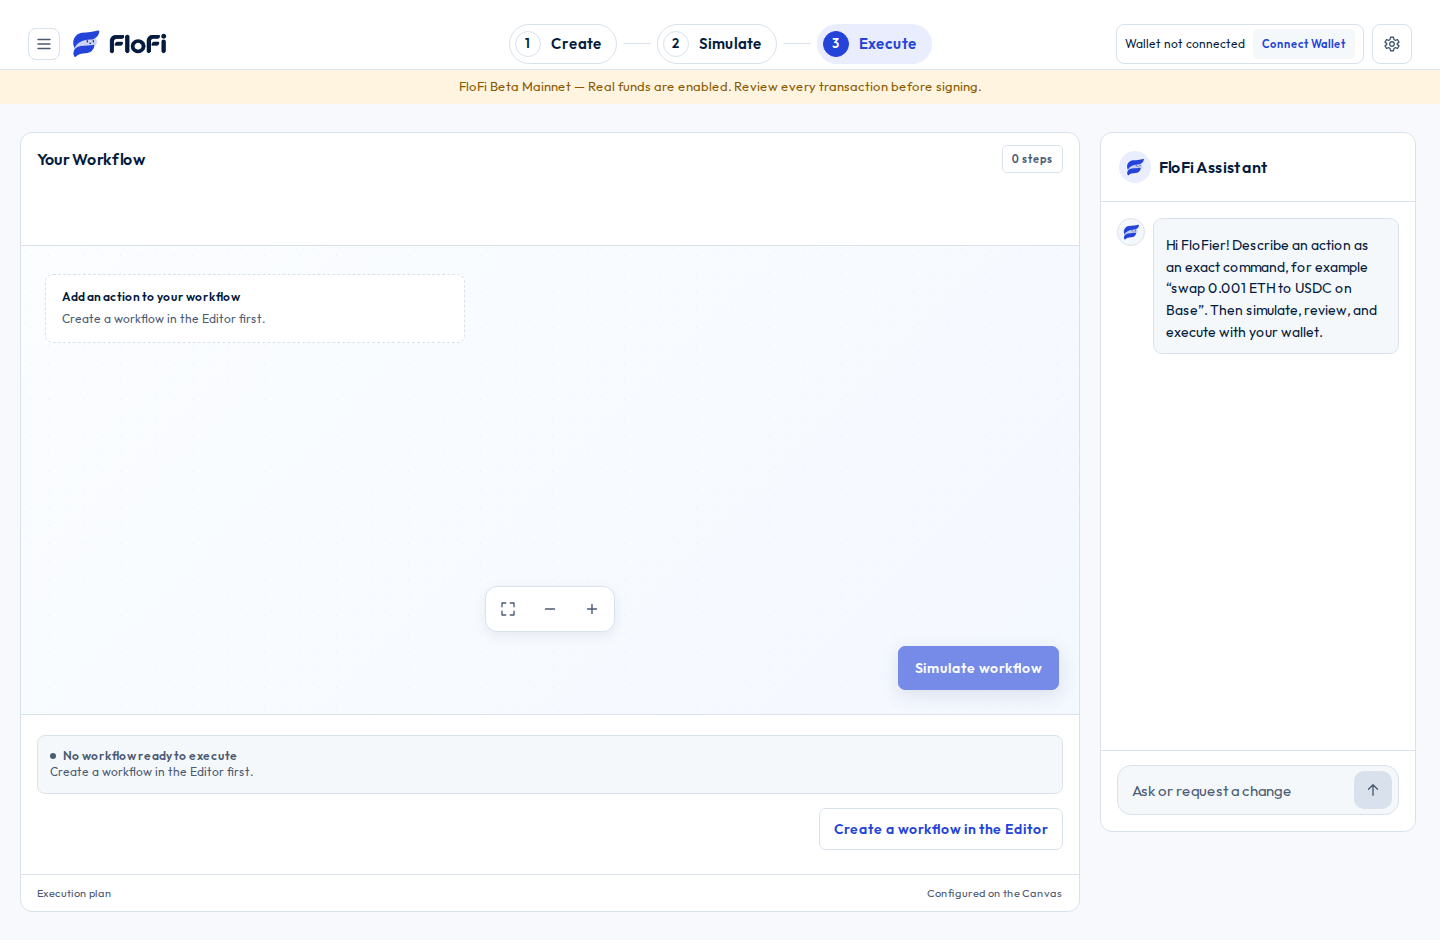 FloFi
1 Create
2 Simulate
3 Execute
Wallet not connected
Connect Wallet
FloFi Beta Mainnet — Real funds are enabled. Review every transaction before signing.
Your Workflow
0 steps
Add an action to your workflow
Create a workflow in the Editor first.
Simulate workflow
No workflow ready to execute
Create a workflow in the Editor first.
Create a workflow in the Editor
Execution plan
Configured on the Canvas
FloFi Assistant
Hi FloFier! Describe an action as
an exact command, for example
“swap 0.001 ETH to USDC on
Base”. Then simulate, review, and
execute with your wallet.
Ask or request a change